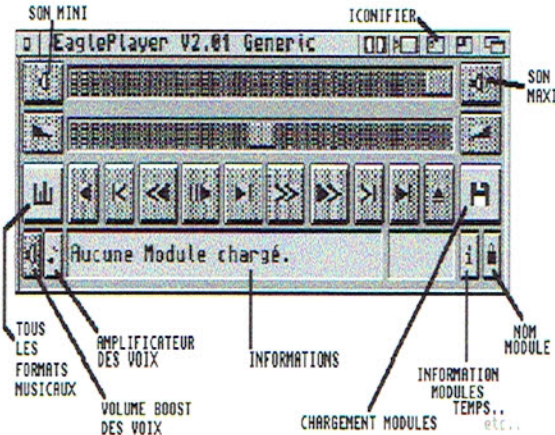 SON MINI
ICONIFIER
EaglePlayer V2.01 Generic
SON
MAXI
Aucune Module chargé.
TOUS
LES
FORMATS
MUSICAUX
AMPLIFICATEUR
DES VOIX
VOLUME BOOST
DES VOIX
INFORMATIONS
CHARGEMENT MODULES
INFORMATION
MODULES
TEMPS..
etc..
NOM
MODULE